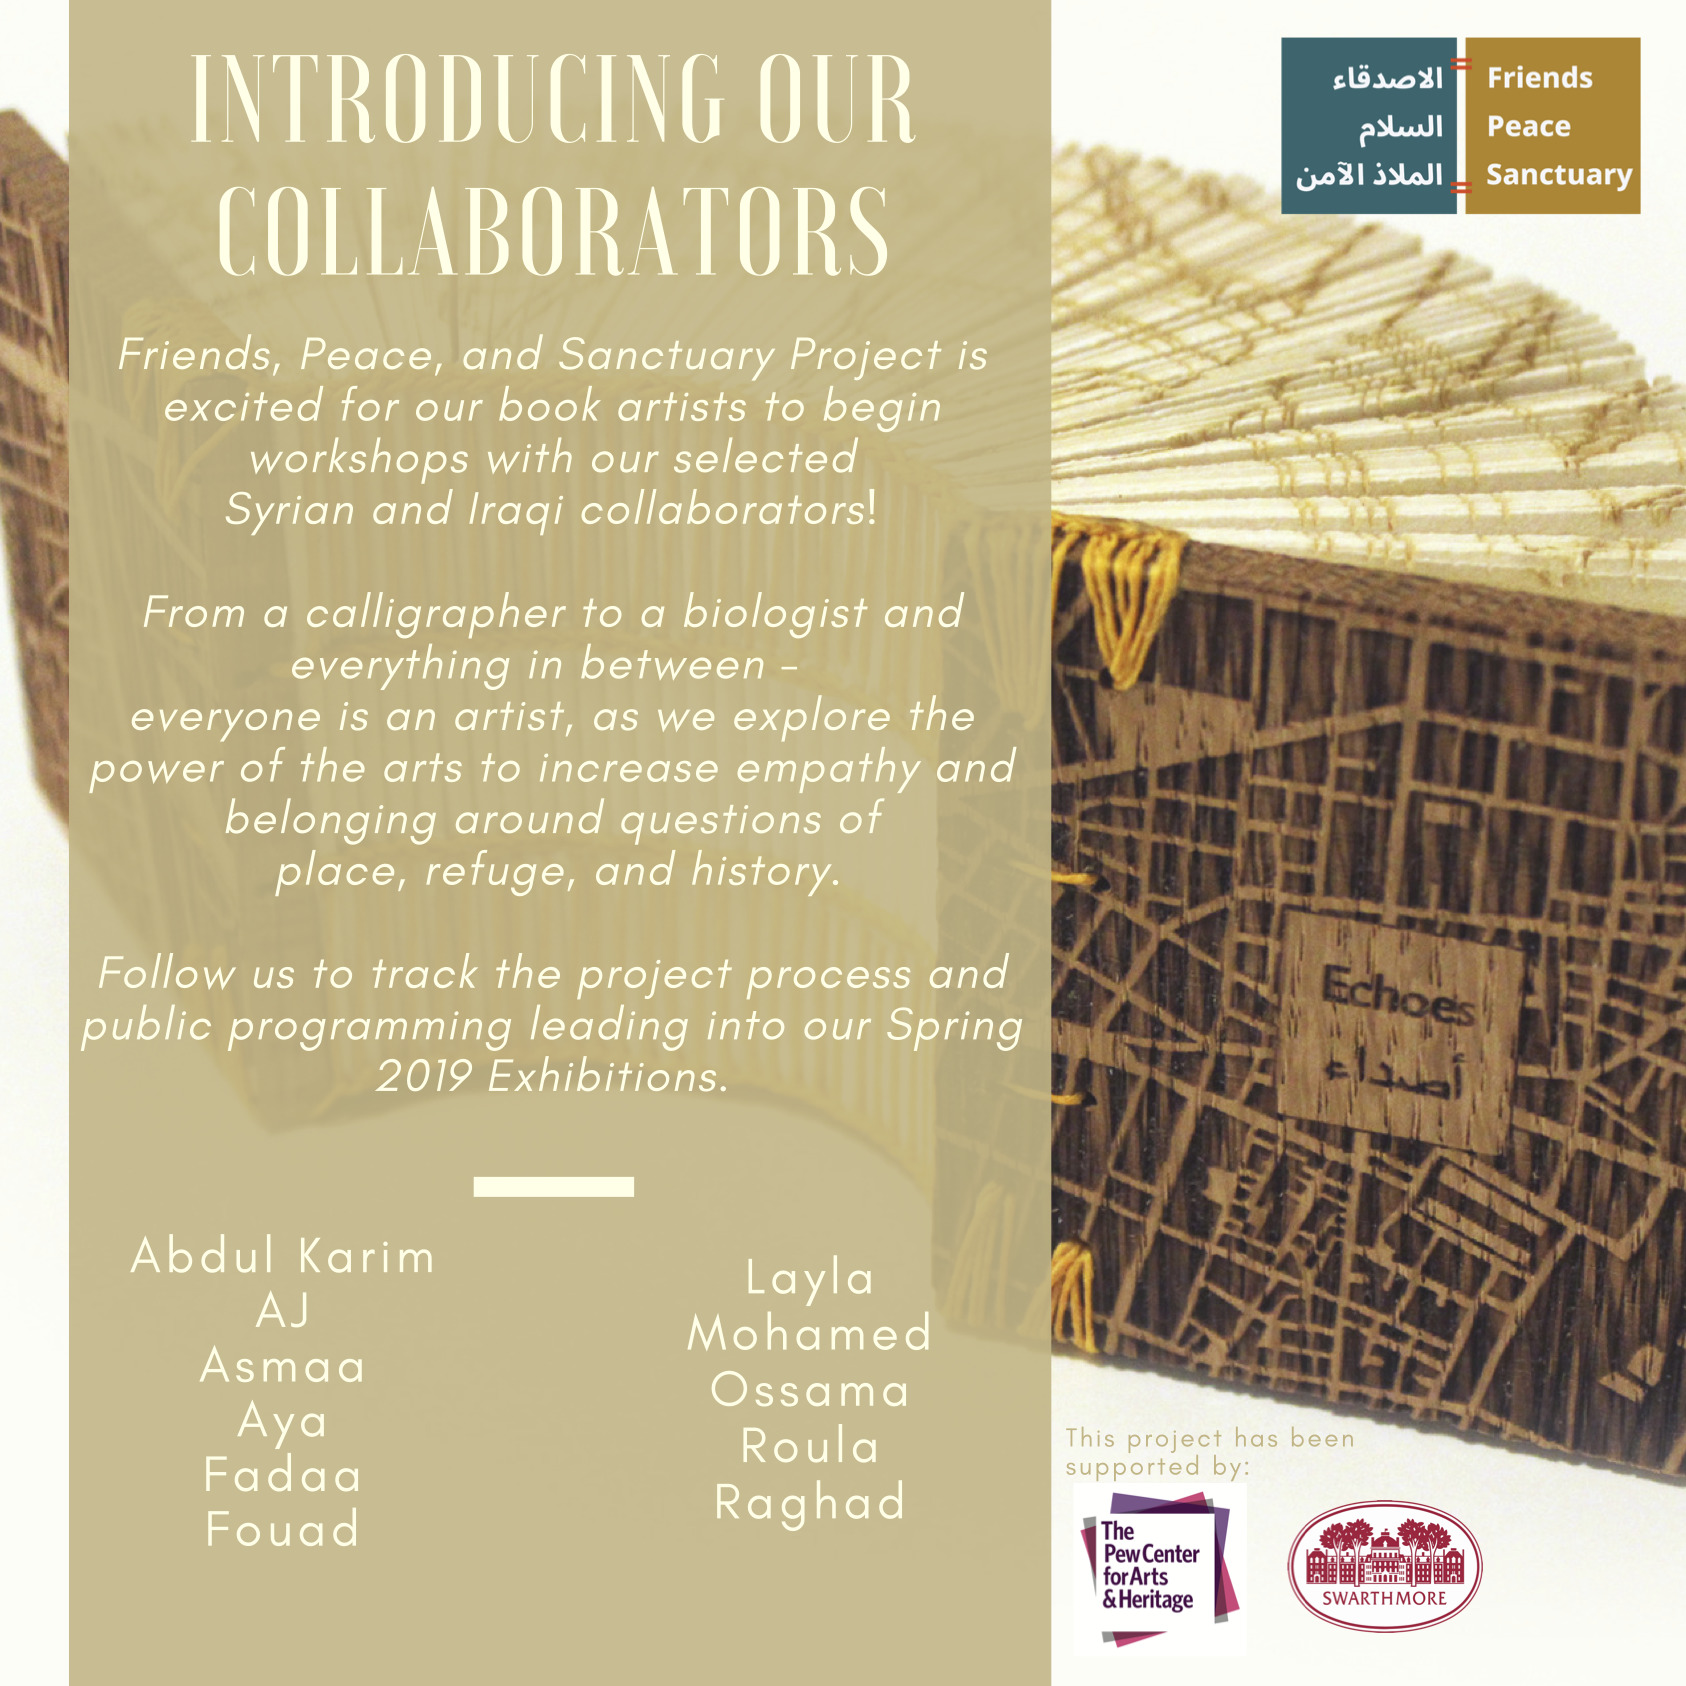 INTRODUCING OUR
COLLABORATORS
Friends, Peace, and Sanctuary Project is
excited for our book artists to begin
workshops with our selected
Syrian and Iraqi collaborators!
From a calligrapher to a biologist and
everything in between -
everyone is an artist, as we explore the
power of the arts to increase empathy and
belonging around questions of
place, refuge, and history.
Follow us to track the project process and
public programming leading into our Spring
2019 Exhibitions.
Abdul Karim
AJ
Asmaa
Aya
Fadaa
Fouad
Layla
Mohamed
Ossama
Roula
Raghad
الاصدقاء
السلام
الملاذ الآمن
Friends
Peace
Sanctuary
Echoes
أصداء
This project has been
supported by:
The
Pew Center
for Arts
& Heritage
SWARTHMORE